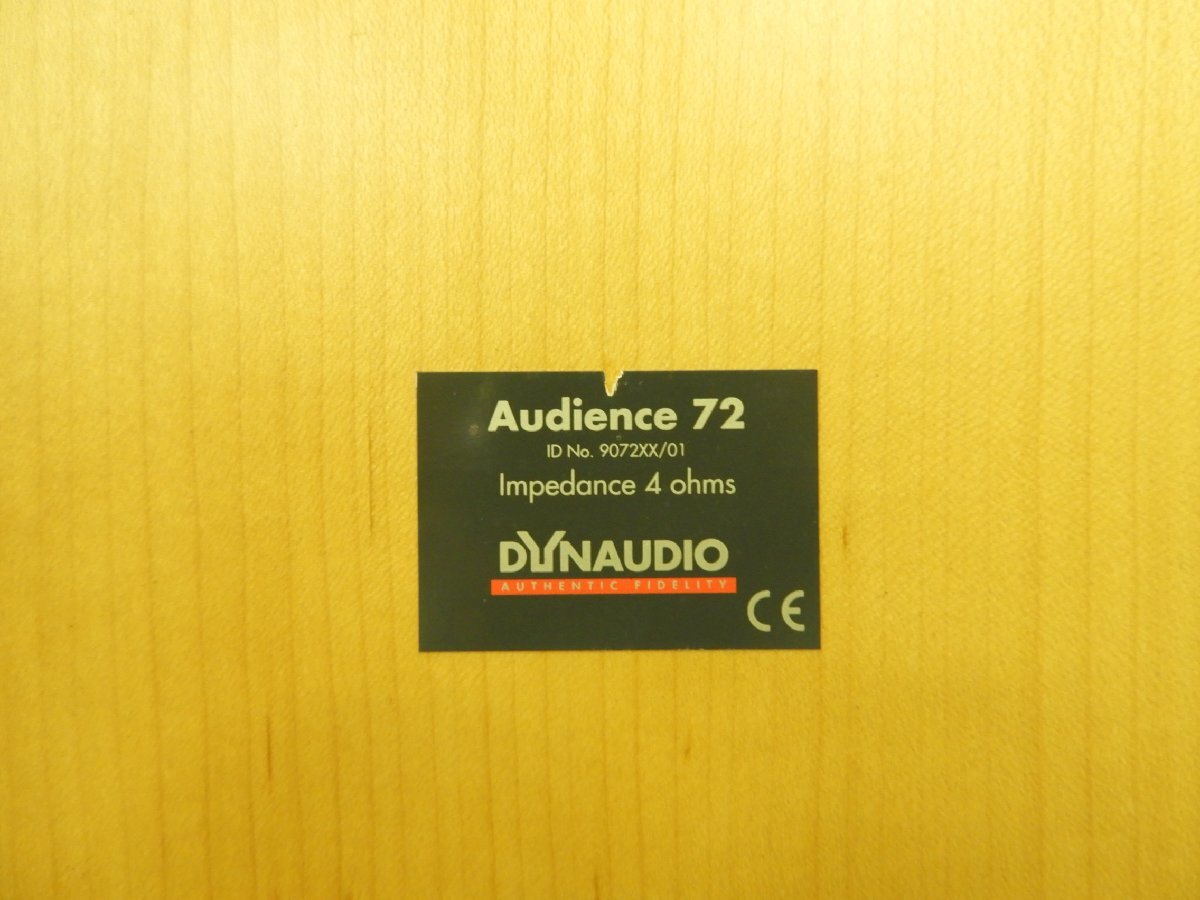 Audience 72
ID No. 9072XX/01
Impedance 4 ohms
DYNAUDIO
AUTHENTIC FIDELITY
CE